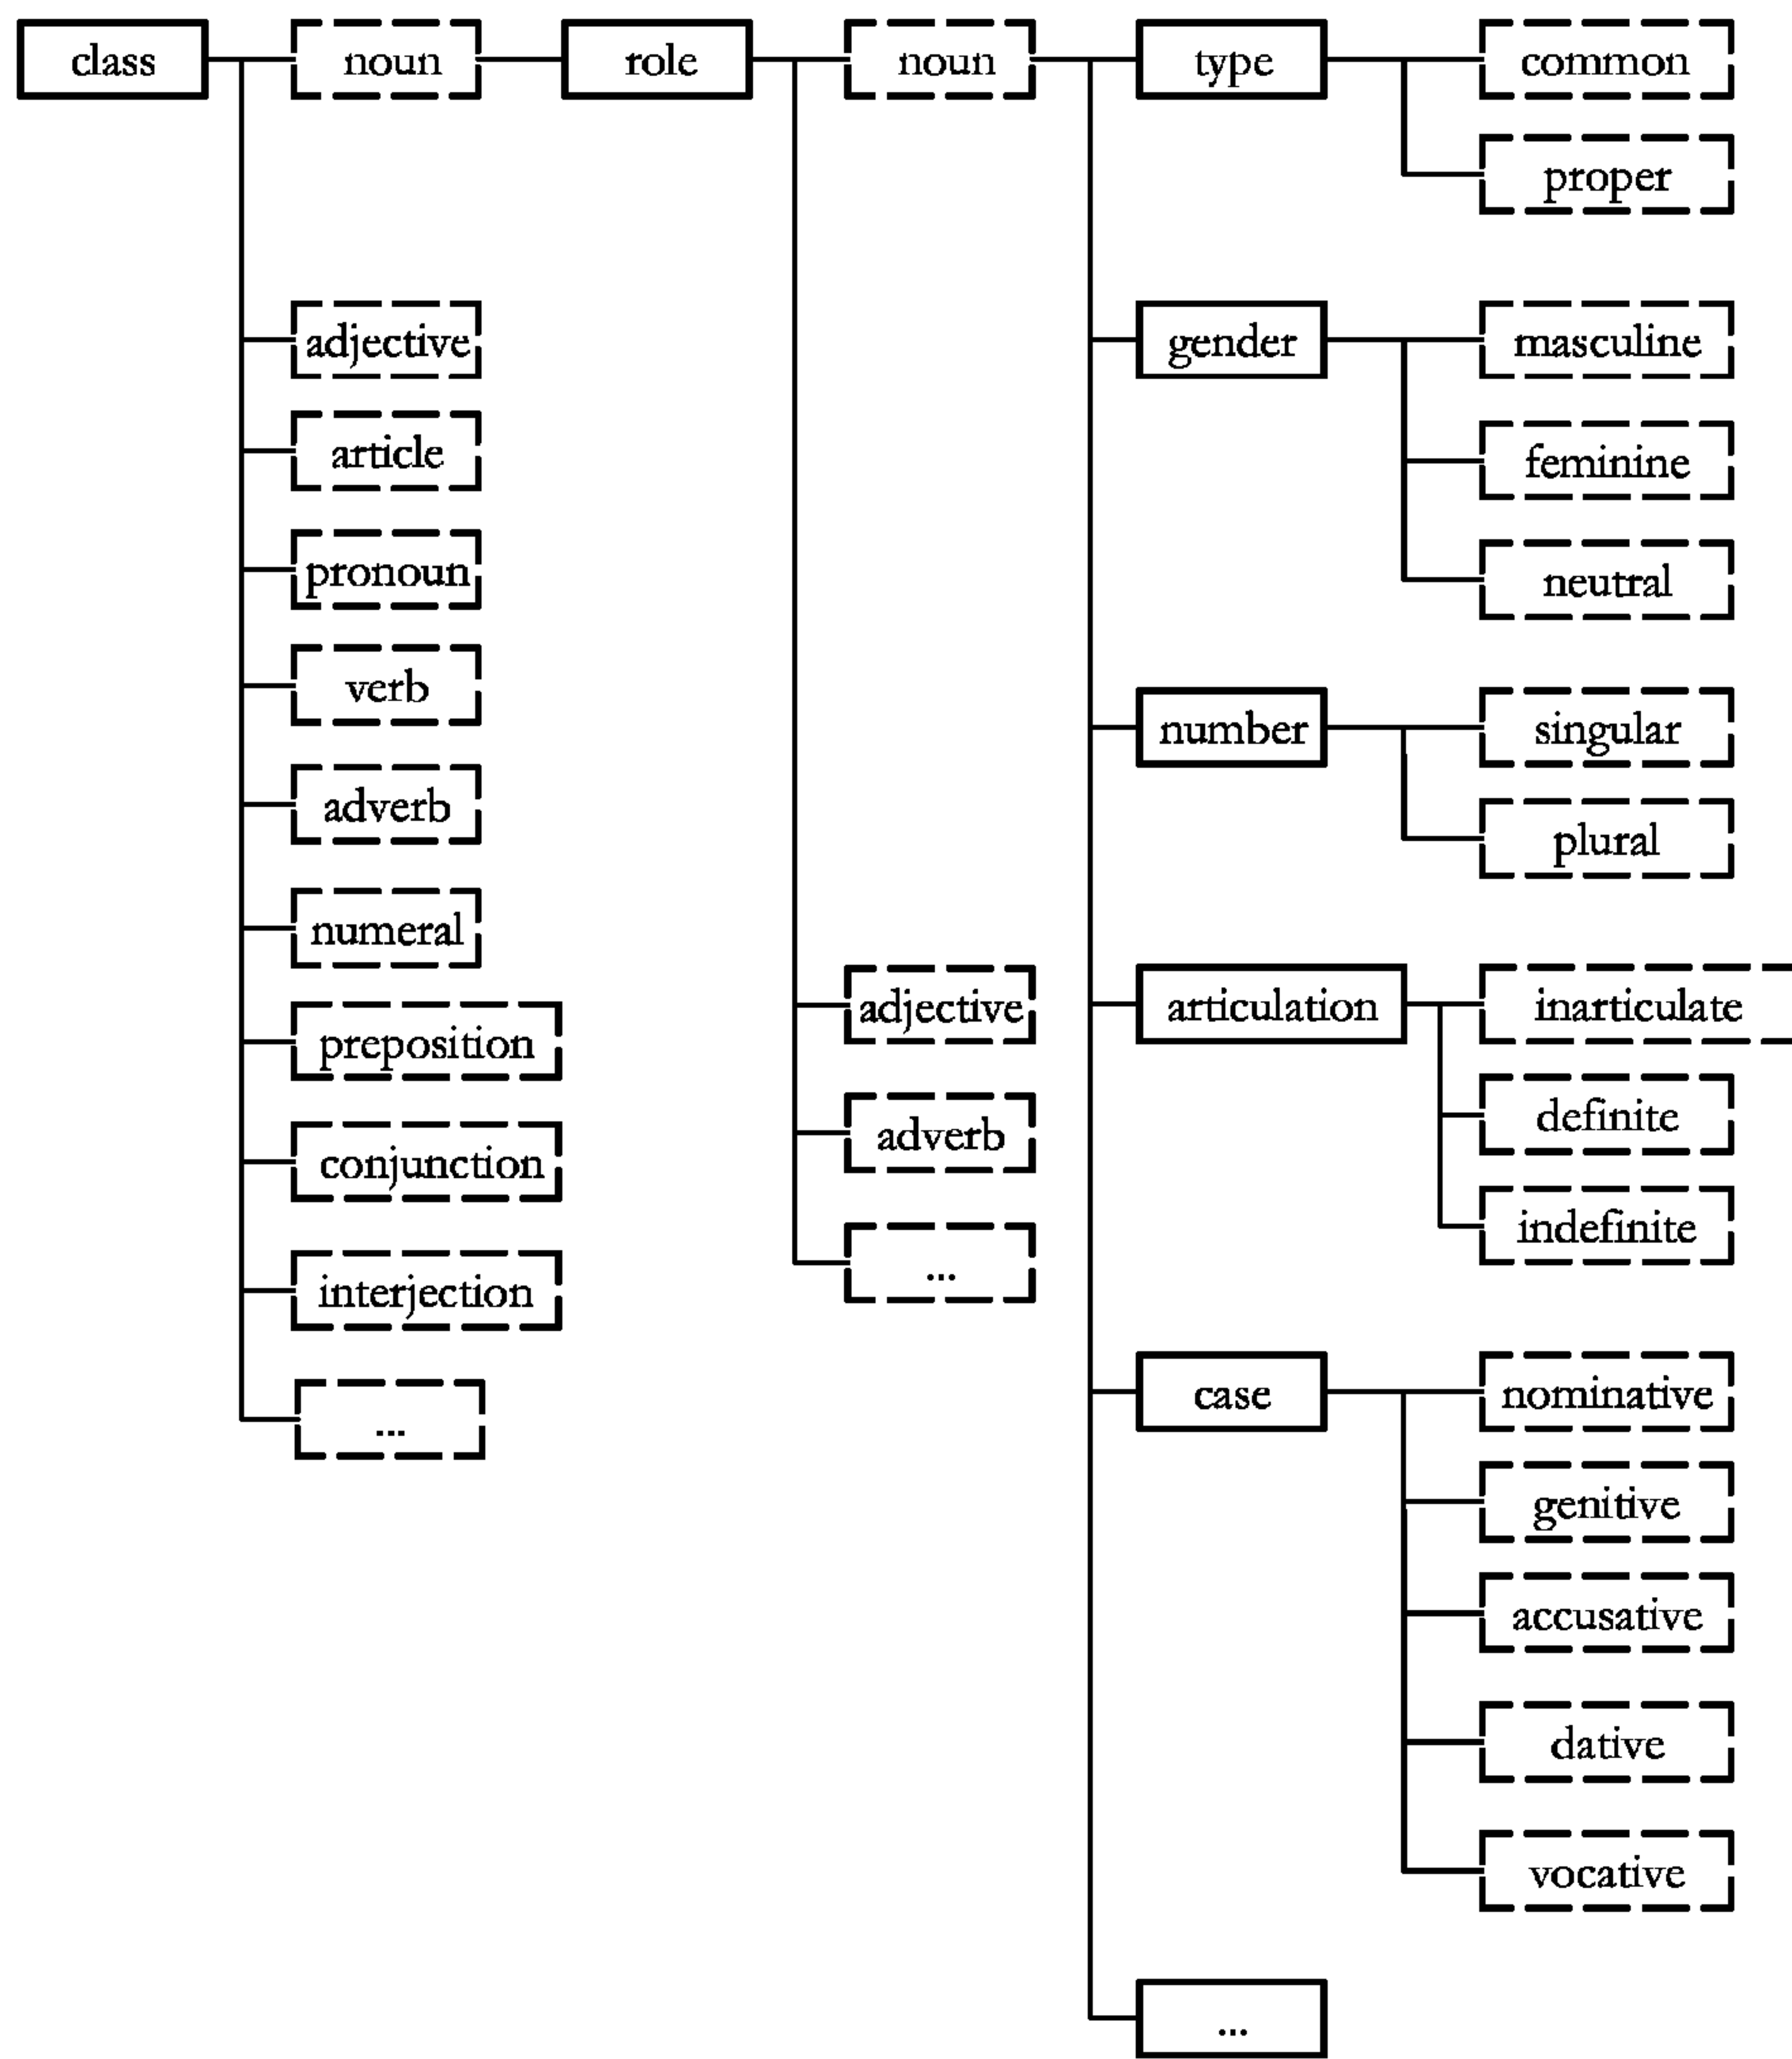 class noun role noun type common
proper
adjective gender masculine
article feminine
pronoun neutral
verb number singular
adverb plural
numeral
adjective articulation inarticulate
preposition
adverb definite
conjunction
indefinite
... 
interjection
case nominative
...
genitive
accusative
dative
vocative
...